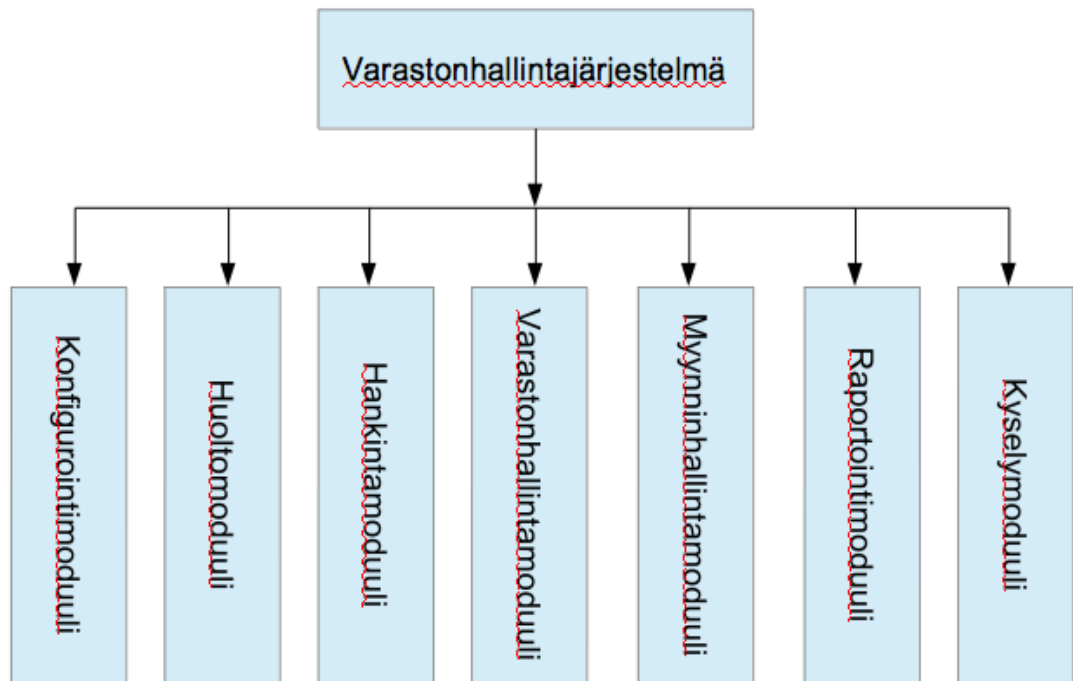 Varastonhallintajärjestelmä
Konfigurointimoduuli
Huoltomoduuli
Hankintamoduuli
Varastonhallintamoduuli
Myynninhallintamoduuli
Raportointimoduuli
Kyselymoduuli